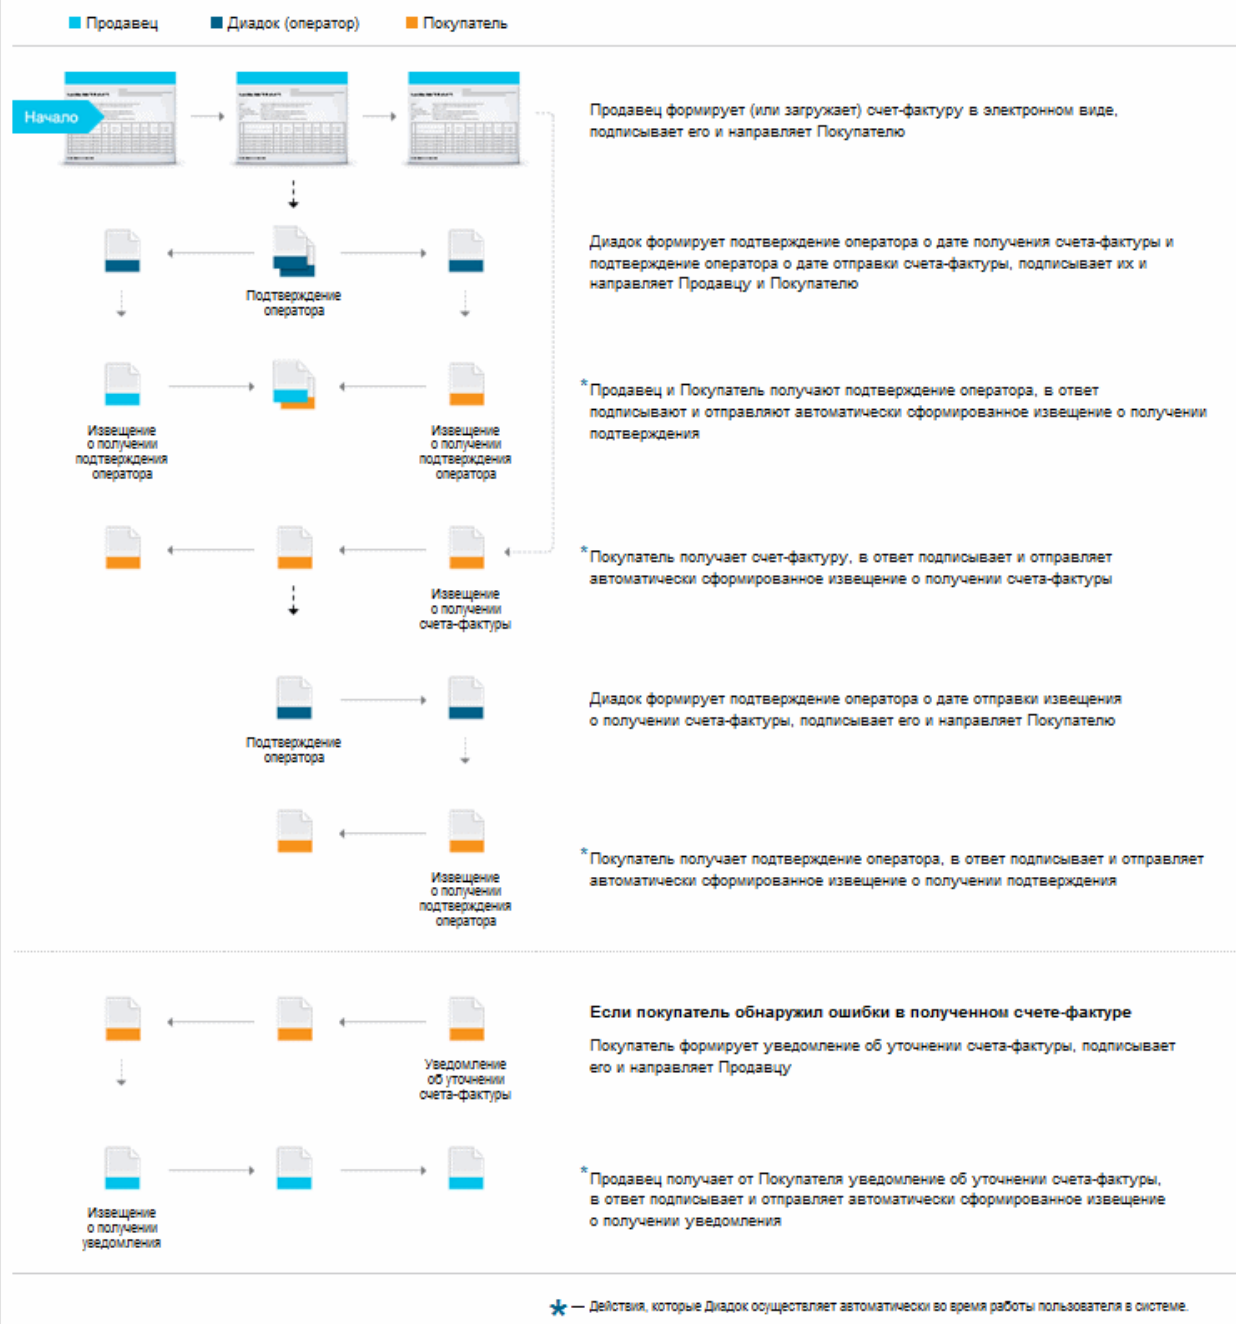 Продавец
Диадок (оператор)
Покупатель
Начало
Продавец формирует (или загружает) счет-фактуру в электронном виде,
подписывает его и направляет Покупателю
Диадок формирует подтверждение оператора о дате получения счета-фактуры и
подтверждение оператора о дате отправки счета-фактуры, подписывает их и
направляет Продавцу и Покупателю
Подтверждение
оператора
*Продавец и Покупатель получают подтверждение оператора, в ответ
подписывают и отправляют автоматически сформированное извещение о получении
подтверждения
Извещение
о получении
подтверждения
оператора
Извещение
о получении
подтверждения
оператора
*Покупатель получает счет-фактуру, в ответ подписывает и отправляет
автоматически сформированное извещение о получении счета-фактуры
Извещение
о получении
счета-фактуры
Диадок формирует подтверждение оператора о дате отправки извещения
о получении счета-фактуры, подписывает его и направляет Покупателю
Подтверждение
оператора
*Покупатель получает подтверждение оператора, в ответ подписывает и отправляет
автоматически сформированное извещение о получении подтверждения
Извещение
о получении
подтверждения
оператора
Если покупатель обнаружил ошибки в полученном счете-фактуре
Покупатель формирует уведомление об уточнении счета-фактуры, подписывает
его и направляет Продавцу
Уведомление
об уточнении
счета-фактуры
*Продавец получает от Покупателя уведомление об уточнении счета-фактуры,
в ответ подписывает и отправляет автоматически сформированное извещение
о получении уведомления
Извещение
о получении
уведомления
* — Действия, которые Диадок осуществляет автоматически во время работы пользователя в системе.